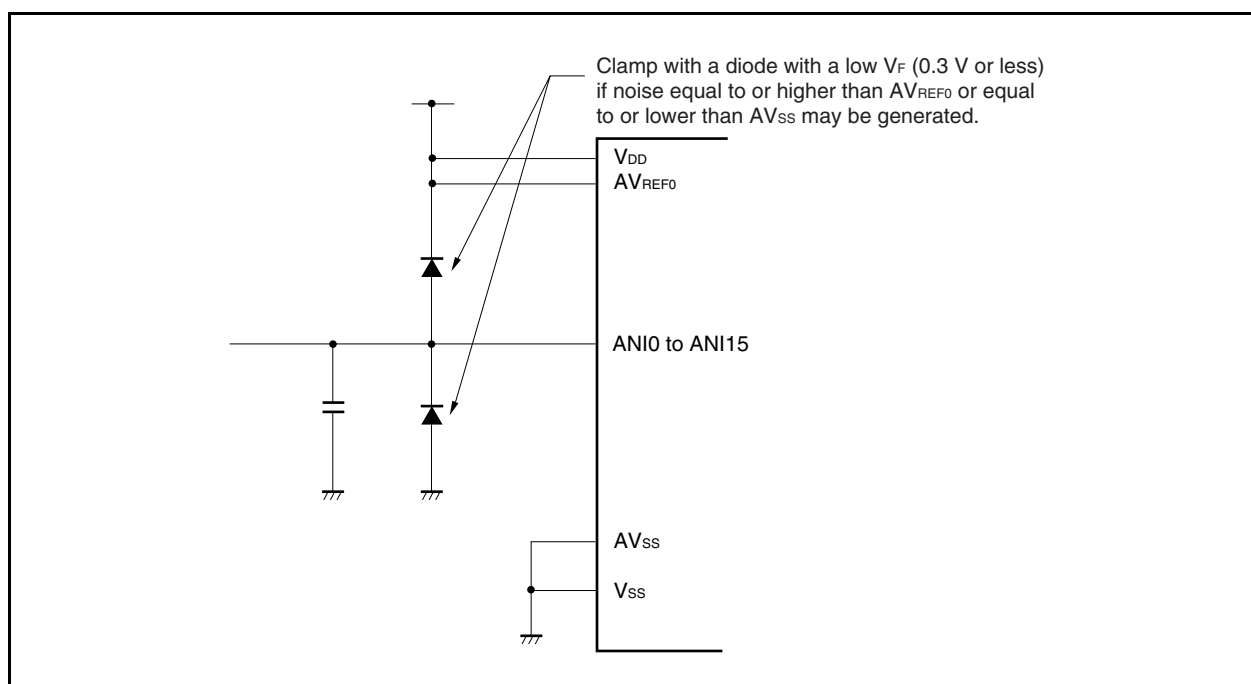 Clamp with a diode with a low VF (0.3 V or less)
if noise equal to or higher than AVREF0 or equal
to or lower than AVSS may be generated.
VDD
AVREF0
ANI0 to ANI15
AVSS
VSS